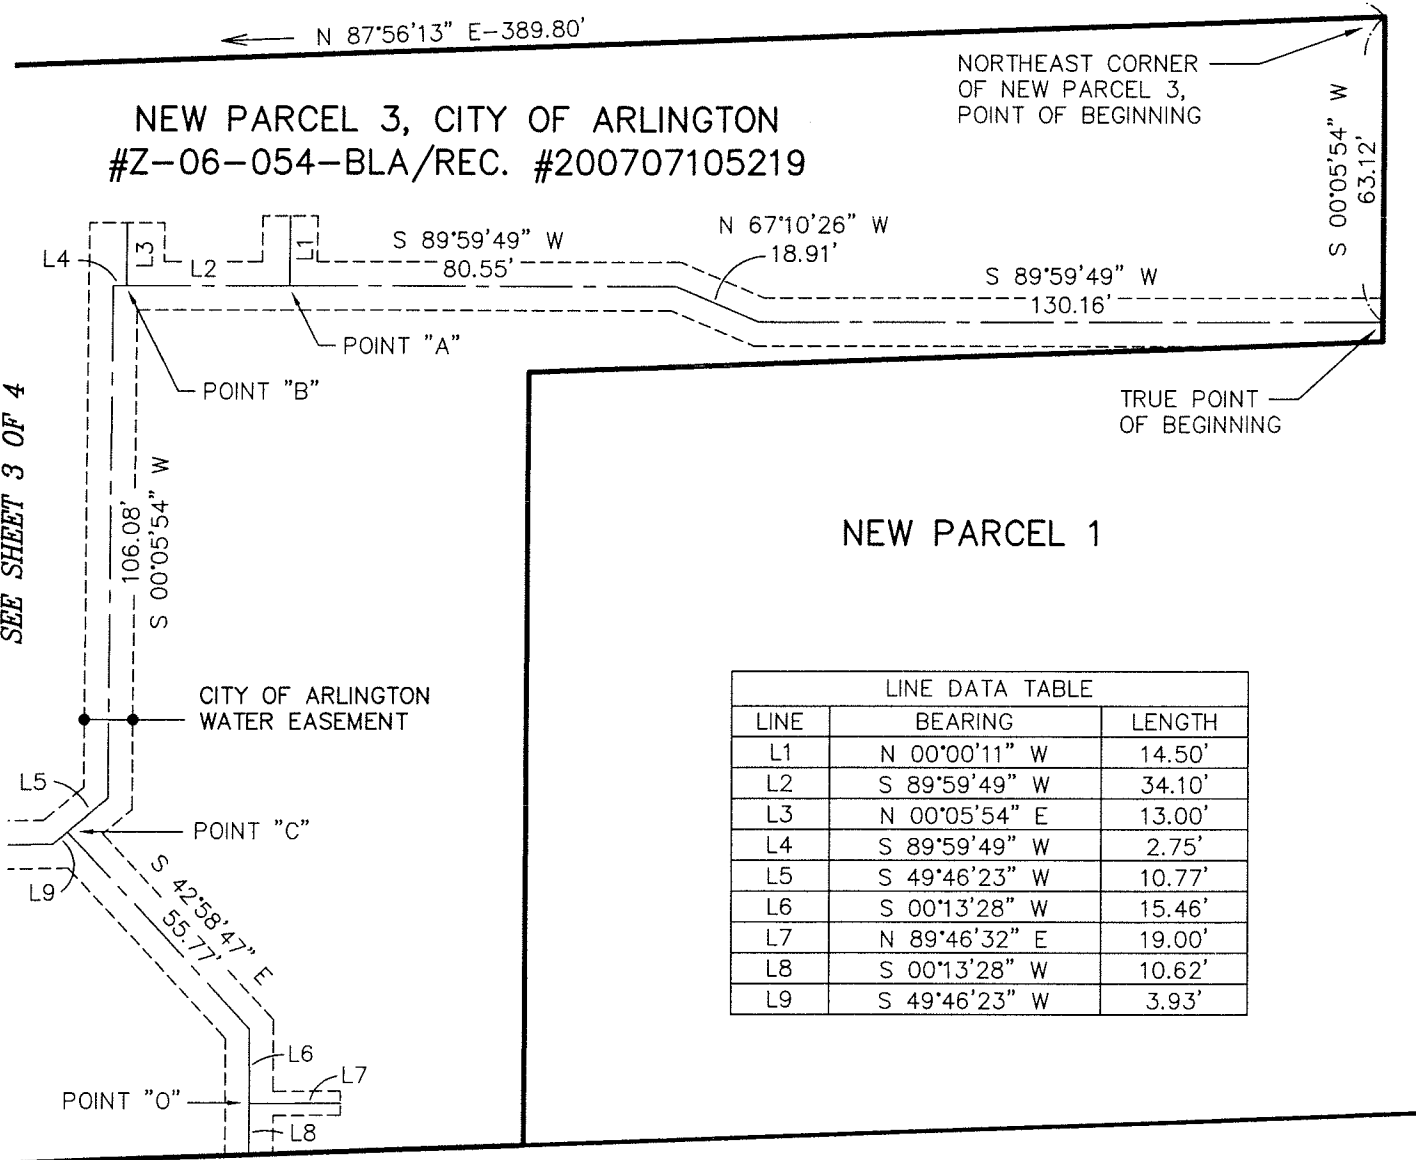 N 87°56'13" E-389.80'
NORTHEAST CORNER
OF NEW PARCEL 3,
POINT OF BEGINNING
S 00°05'54" W
63.12'
NEW PARCEL 3, CITY OF ARLINGTON
#Z-06-054-BLA/REC. #200707105219
L4
L3
L2
L1
S 89°59'49" W
80.55'
N 67°10'26" W
18.91'
S 89°59'49" W
130.16'
POINT "A"
POINT "B"
TRUE POINT
OF BEGINNING
SEE SHEET 3 OF 4
106.08'
S 00°05'54" W
NEW PARCEL 1
CITY OF ARLINGTON
WATER EASEMENT
L5
POINT "C"
L9
S 42°58'47" E
55.77'
L6
L7
POINT "O"
L8
LINE DATA TABLE
LINE BEARING LENGTH
L1 N 00°00'11" W 14.50'
L2 S 89°59'49" W 34.10'
L3 N 00°05'54" E 13.00'
L4 S 89°59'49" W 2.75'
L5 S 49°46'23" W 10.77'
L6 S 00°13'28" W 15.46'
L7 N 89°46'32" E 19.00'
L8 S 00°13'28" W 10.62'
L9 S 49°46'23" W 3.93'